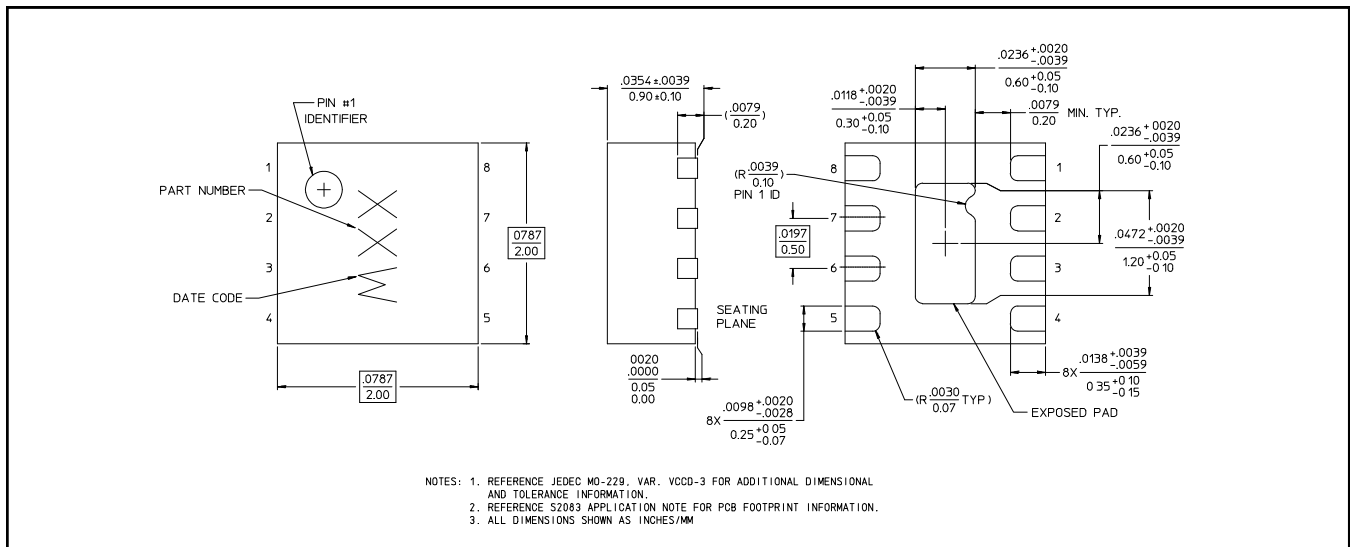 PIN #1
IDENTIFIER
PART NUMBER
DATE CODE
1
2
3
4
8
7
6
5
XX
.0787
2.00
.0787
2.00
.0354±.0039
0.90±0.10
(.0079
0.20)
SEATING
PLANE
0020
.0000
0.05
0.00
.0236+.0020
-.0039
0.60+0.05
-0.10
.0118+.0020
-.0039
0.30+0.05
-0.10
.0079
0.20
MIN. TYP.
.0236+0020
-.0039
0.60+0.05
-0.10
(R.0039
0.10)
PIN 1 ID
.0197
0.50
8
7
6
5
1
2
3
4
.0472+.0020
-.0039
1.20+0.05
-0 10
8X .0138+.0039
-.0059
0 35+0 10
-0 15
8X .0098+.0020
-.0028
0.25+0 05
-0.07
(R.0030
0.07 TYP)
EXPOSED PAD
NOTES: 1. REFERENCE JEDEC MO-229, VAR. VCCD-3 FOR ADDITIONAL DIMENSIONAL
AND TOLERANCE INFORMATION.
2. REFERENCE S2083 APPLICATION NOTE FOR PCB FOOTPRINT INFORMATION.
3. ALL DIMENSIONS SHOWN AS INCHES/MM